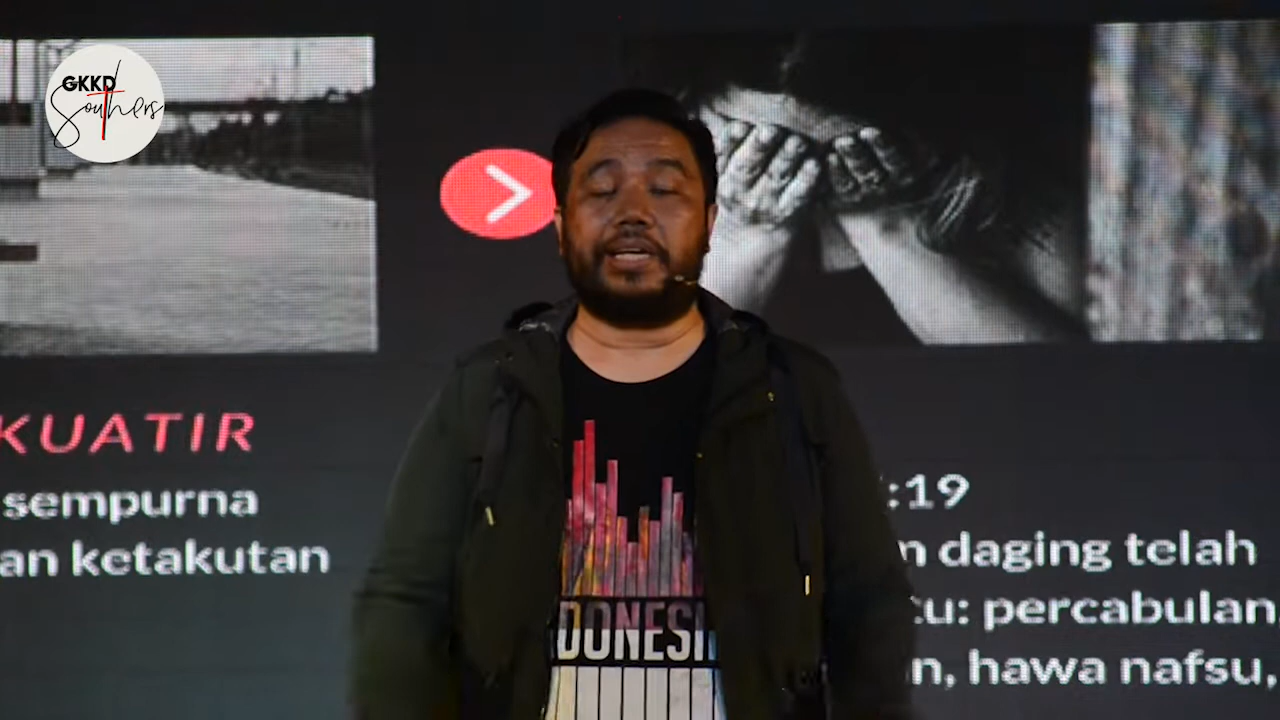 GKKD
Southers
KUATIR
sempurna
an ketakutan
:19
n daging telah
tu: percabulan,
n, hawa nafsu,
DONESI